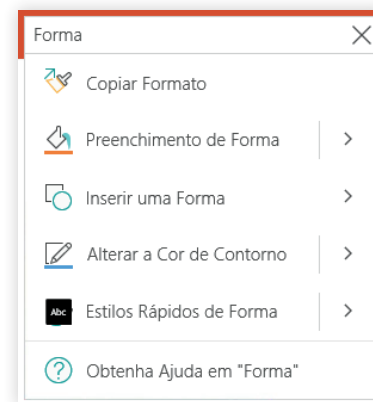 Forma
Copiar Formato
Preenchimento de Forma
Inserir uma Forma
Alterar a Cor de Contorno
Abc
Estilos Rápidos de Forma
Obtenha Ajuda em "Forma"